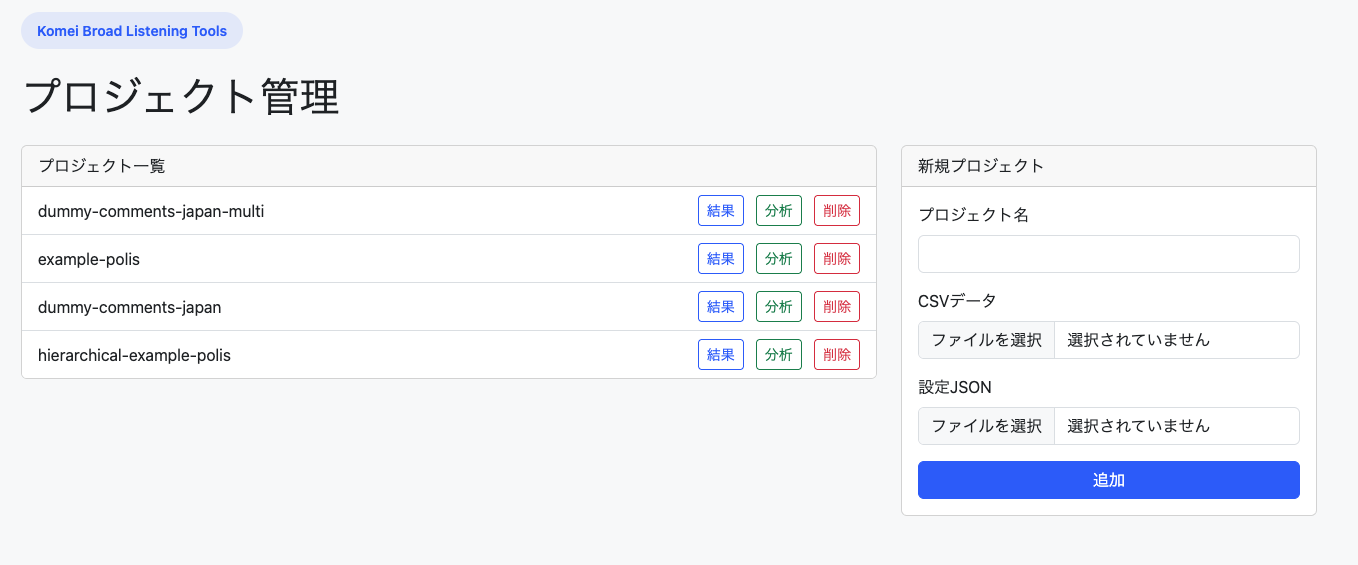 Komei Broad Listening Tools
プロジェクト管理
プロジェクト一覧
dummy-comments-japan-multi 結果 分析 削除
example-polis 結果 分析 削除
dummy-comments-japan 結果 分析 削除
hierarchical-example-polis 結果 分析 削除
新規プロジェクト
プロジェクト名
CSVデータ
ファイルを選択 選択されていません
設定JSON
ファイルを選択 選択されていません
追加